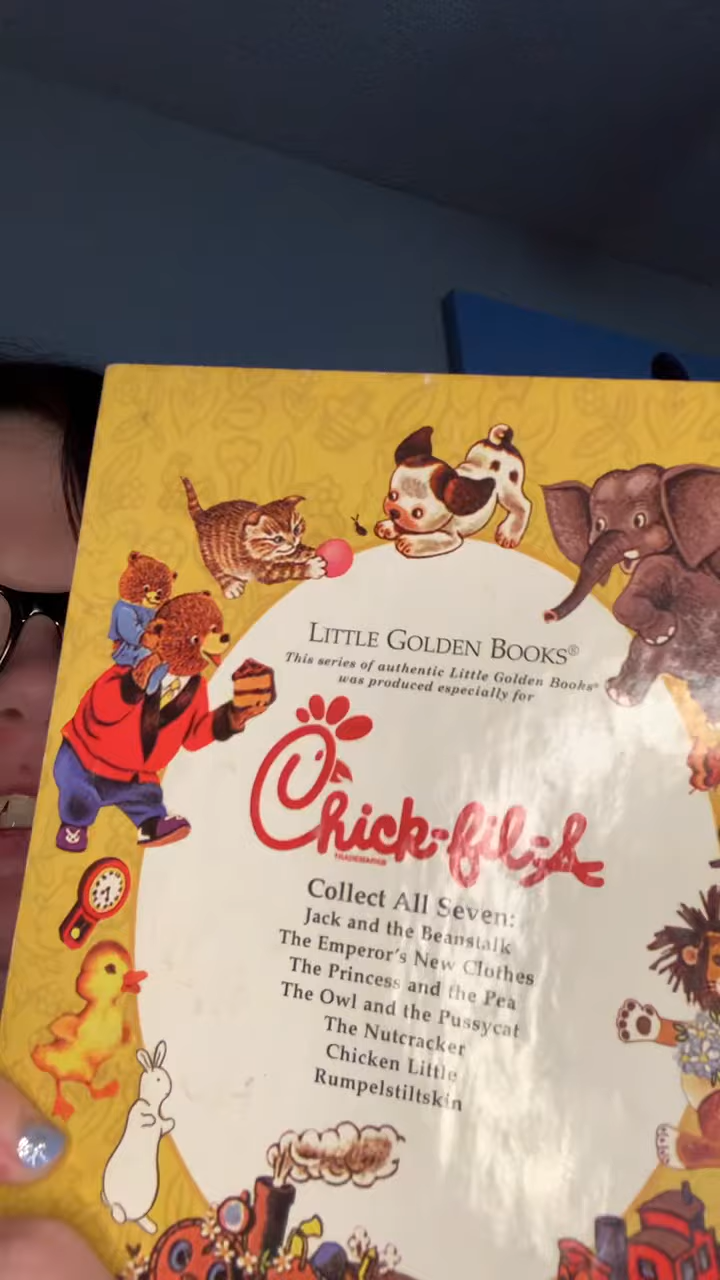 LITTLE GOLDEN BOOKS®
This series of authentic Little Golden Books®
was produced especially for
Chick-fil-A
TRADEMARK®
Collect All Seven:
Jack and the Beanstalk
The Emperor's New Clothes
The Princess and the Pea
The Owl and the Pussycat
The Nutcracker
Chicken Little
Rumpelstiltskin